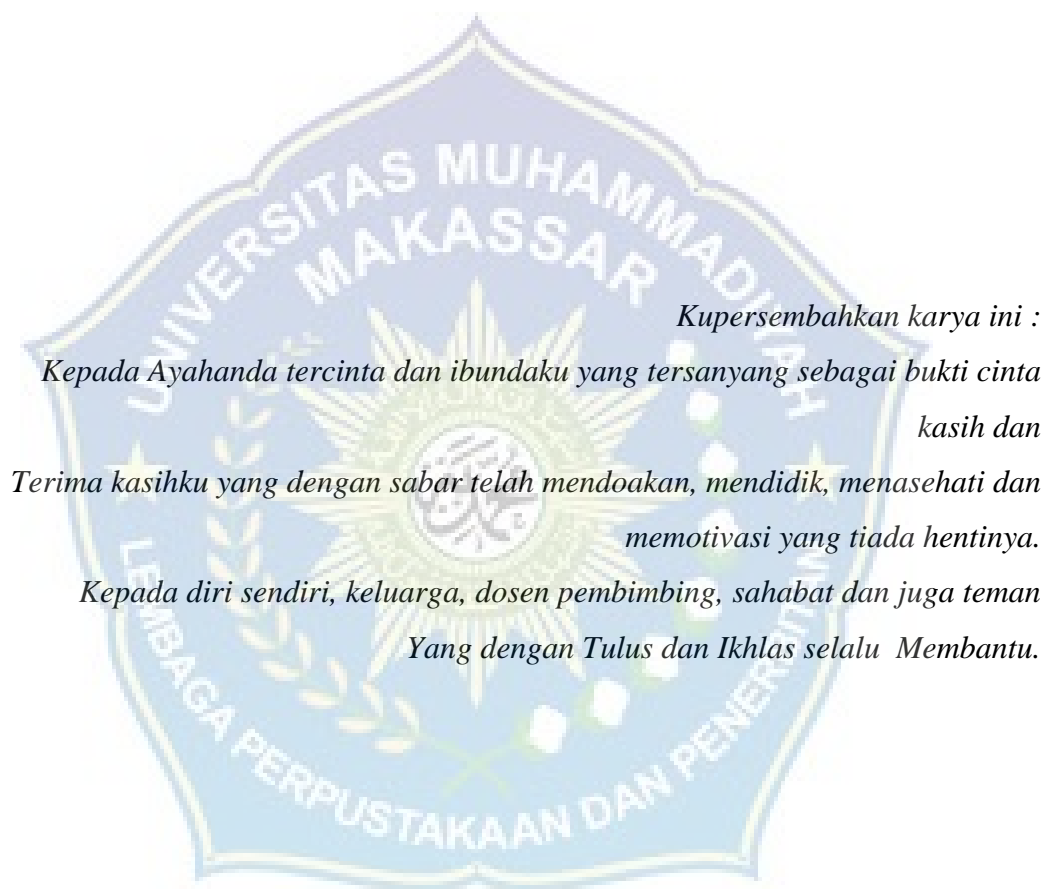 UNIVERSITAS MUHAMMADIYAH
MAKASSAR
Kupersembahkan karya ini :
Kepada Ayahanda tercinta dan ibundaku yang tersanyang sebagai bukti cinta
kasih dan
Terima kasihku yang dengan sabar telah mendoakan, mendidik, menasehati dan
memotivasi yang tiada hentinya.
Kepada diri sendiri, keluarga, dosen pembimbing, sahabat dan juga teman
Yang dengan Tulus dan Ikhlas selalu Membantu.
LEMBAGA PERPUSTAKAAN DAN PENERBITAN